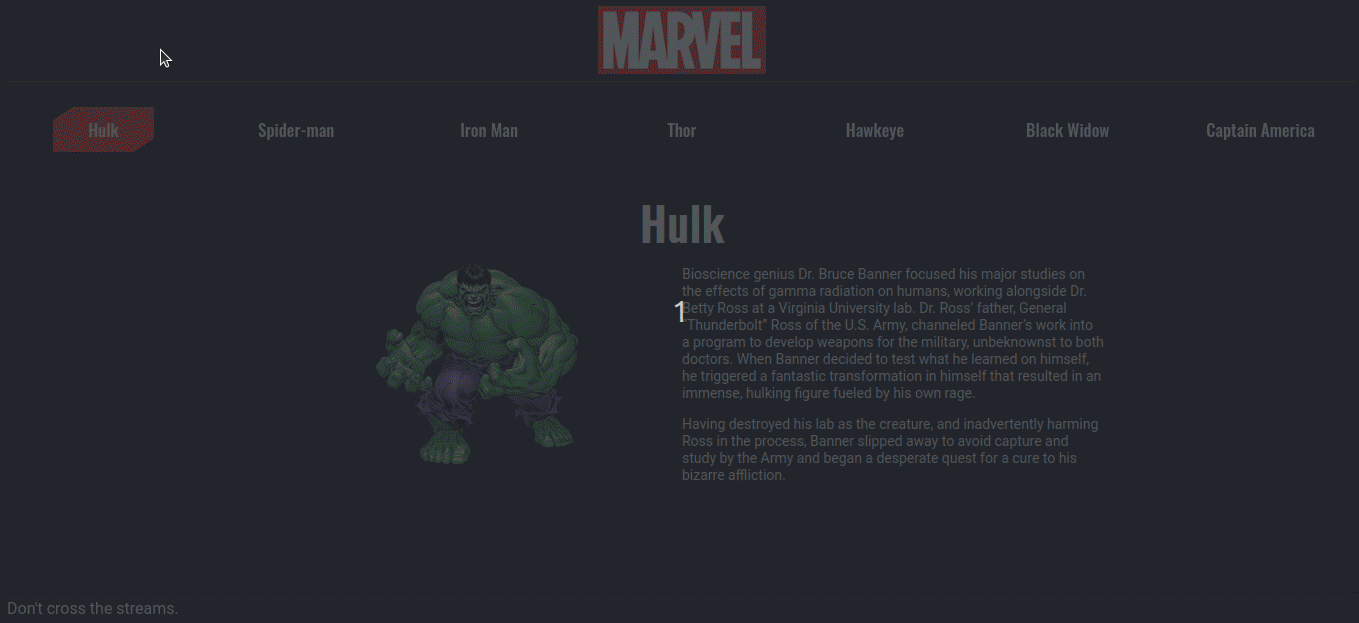 MARVEL
Hulk Spider-man Iron Man Thor Hawkeye Black Widow Captain America
Hulk
Bioscience genius Dr. Bruce Banner focused his major studies on
the effects of gamma radiation on humans, working alongside Dr.
Betty Ross at a Virginia University lab. Dr. Ross' father, General
"Thunderbolt" Ross of the U.S. Army, channeled Banner's work into
a program to develop weapons for the military, unbeknownst to both
doctors. When Banner decided to test what he learned on himself,
he triggered a fantastic transformation in himself that resulted in an
immense, hulking figure fueled by his own rage.
Having destroyed his lab as the creature, and inadvertently harming
Ross in the process, Banner slipped away to avoid capture and
study by the Army and began a desperate quest for a cure to his
bizarre affliction.
1
Don't cross the streams.